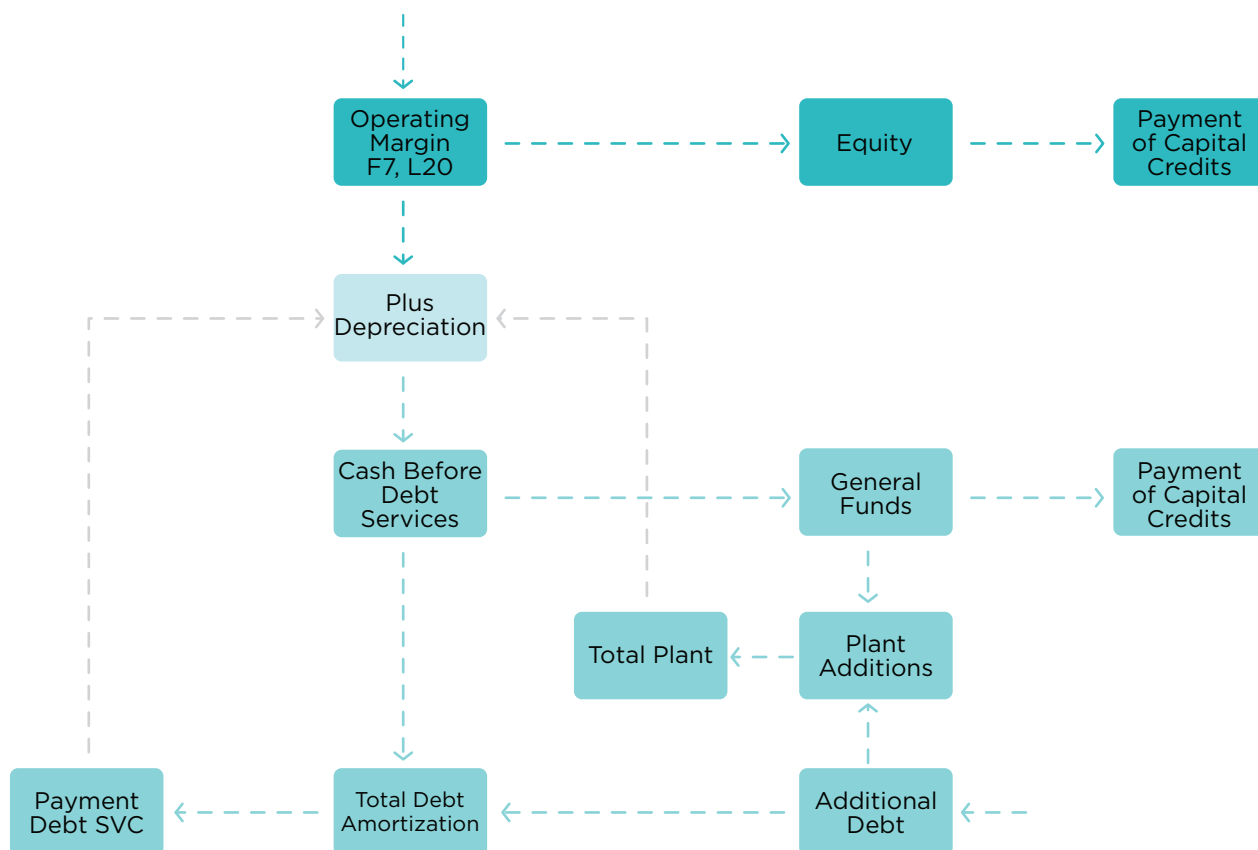 Operating
Margin
F7, L20
Equity
Payment
of Capital
Credits
Plus
Depreciation
Cash Before
Debt
Services
General
Funds
Payment
of Capital
Credits
Total Plant
Plant
Additions
Payment
Debt SVC
Total Debt
Amortization
Additional
Debt